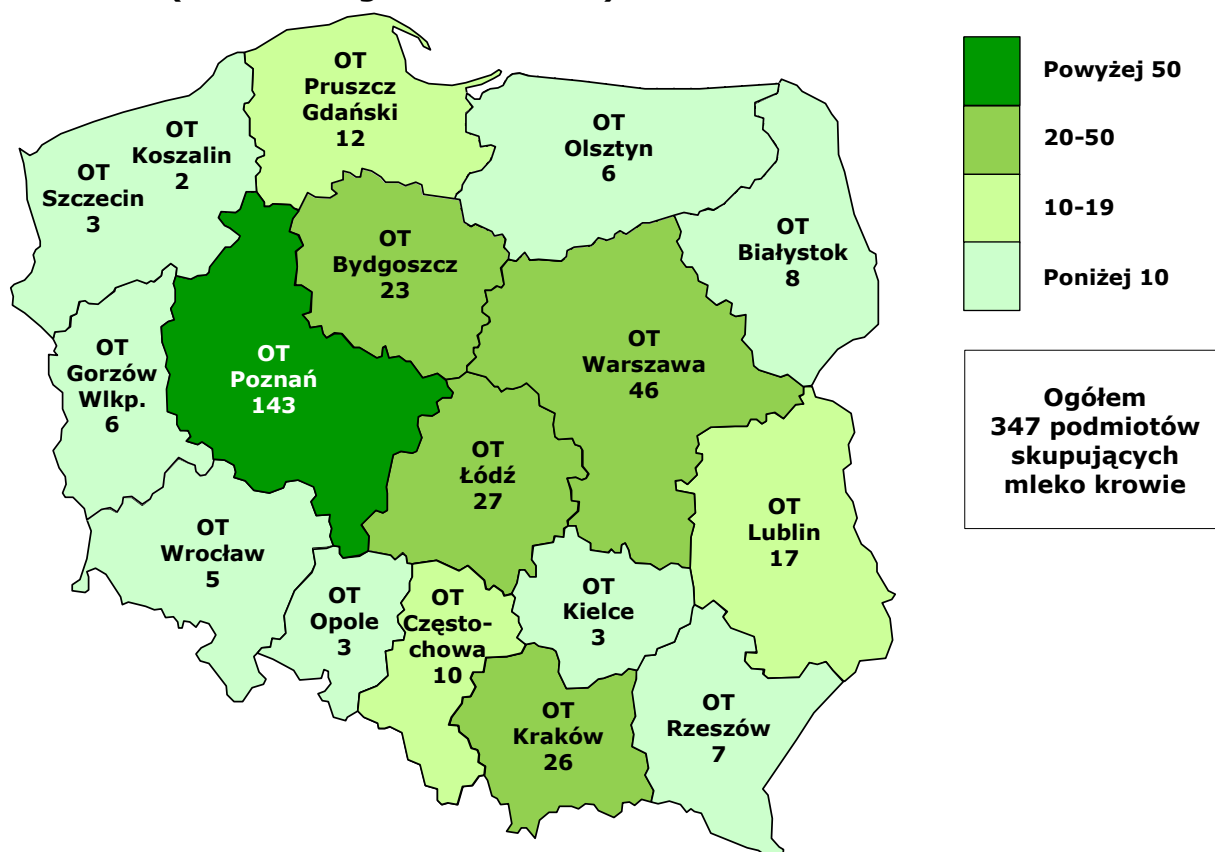 OT
Pruszcz
Gdański
12
OT
Koszalin
2
OT
Szczecin
3
OT
Olsztyn
6
OT
Białystok
8
OT
Bydgoszcz
23
OT
Gorzów
Wlkp.
6
OT
Poznań
143
OT
Warszawa
46
OT
Łódź
27
OT
Lublin
17
OT
Wrocław
5
OT
Opole
3
OT
Często-
chowa
10
OT
Kielce
3
OT
Kraków
26
OT
Rzeszów
7
Powyżej 50
20-50
10-19
Poniżej 10
Ogółem
347 podmiotów
skupujących
mleko krowie